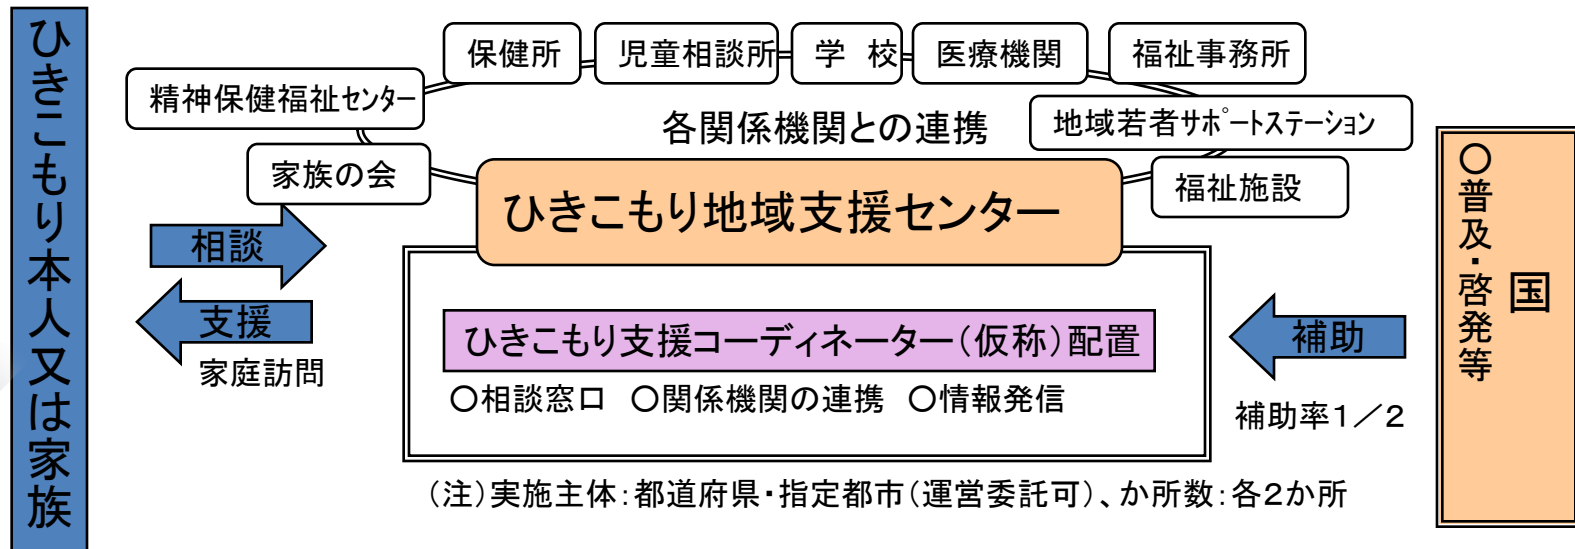 ひきこもり本人又は家族
保健所
児童相談所
学　校
医療機関
福祉事務所
精神保健福祉センター
地域若者サポートステーション
各関係機関との連携
家族の会
福祉施設
ひきこもり地域支援センター
相談
支援
家庭訪問
ひきこもり支援コーディネーター(仮称)配置
○相談窓口　○関係機関の連携　○情報発信
補助
補助率1／2
国
○普及・啓発等
(注)実施主体:都道府県・指定都市(運営委託可)、か所数:各2か所